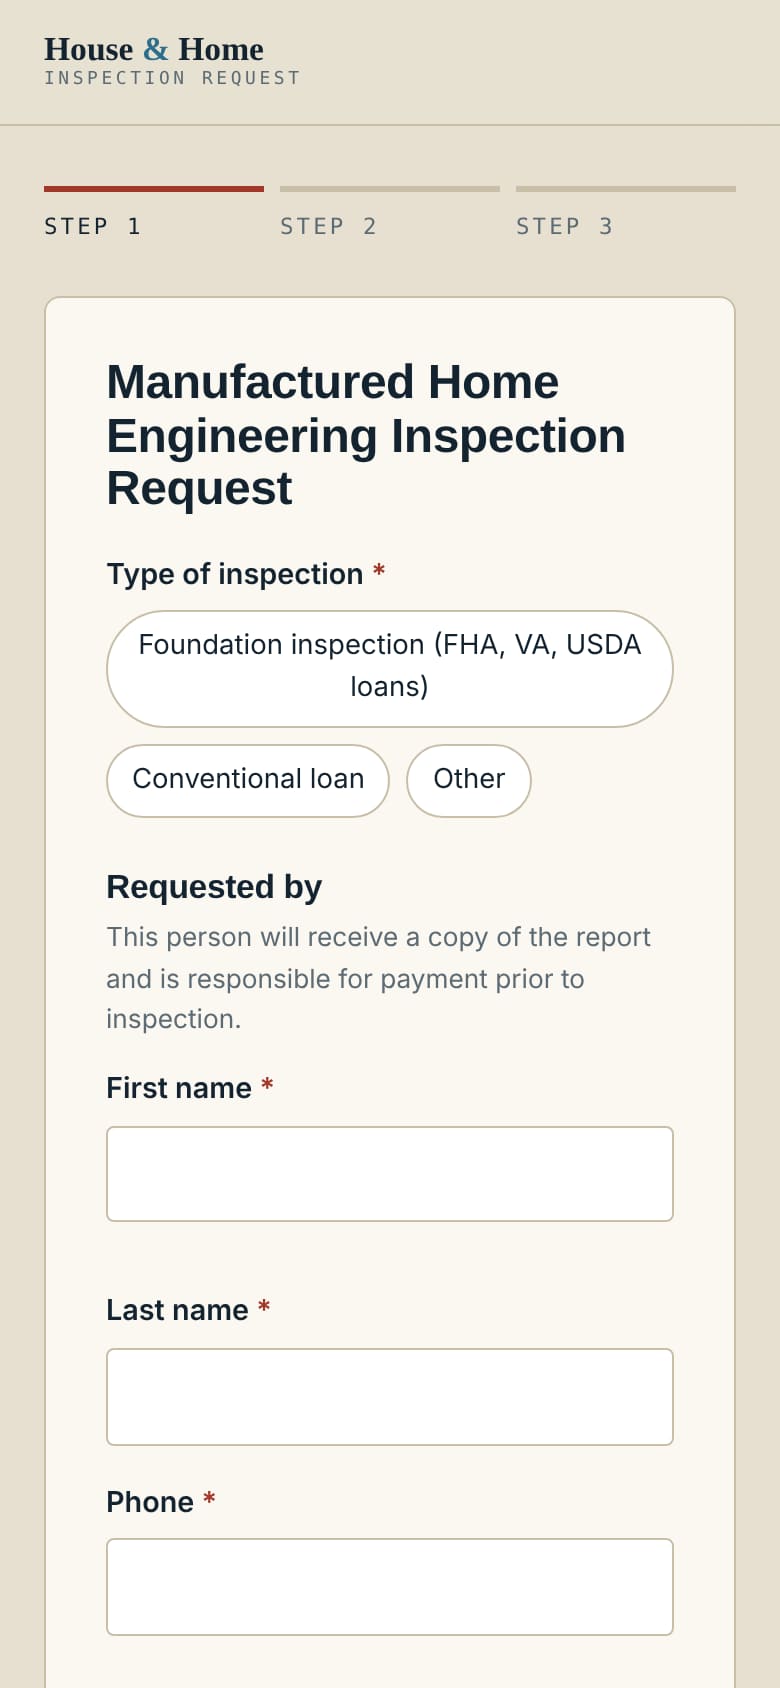 House & Home
INSPECTION REQUEST
STEP 1
STEP 2
STEP 3
Manufactured Home
Engineering Inspection
Request
Type of inspection *
Foundation inspection (FHA, VA, USDA
loans)
Conventional loan
Other
Requested by
This person will receive a copy of the report
and is responsible for payment prior to
inspection.
First name *
Last name *
Phone *